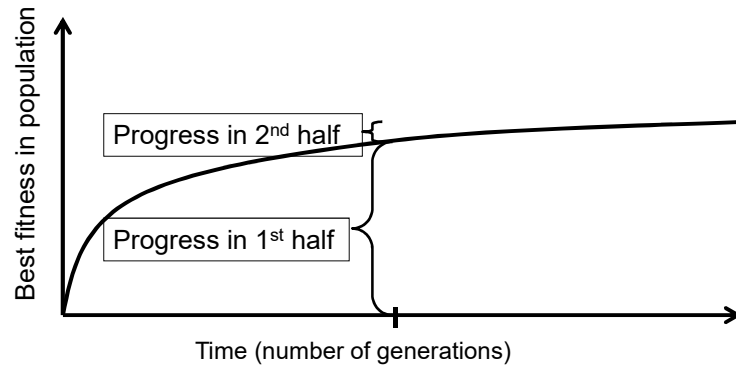 Best fitness in population
Progress in 2nd half
Progress in 1st half
Time (number of generations)